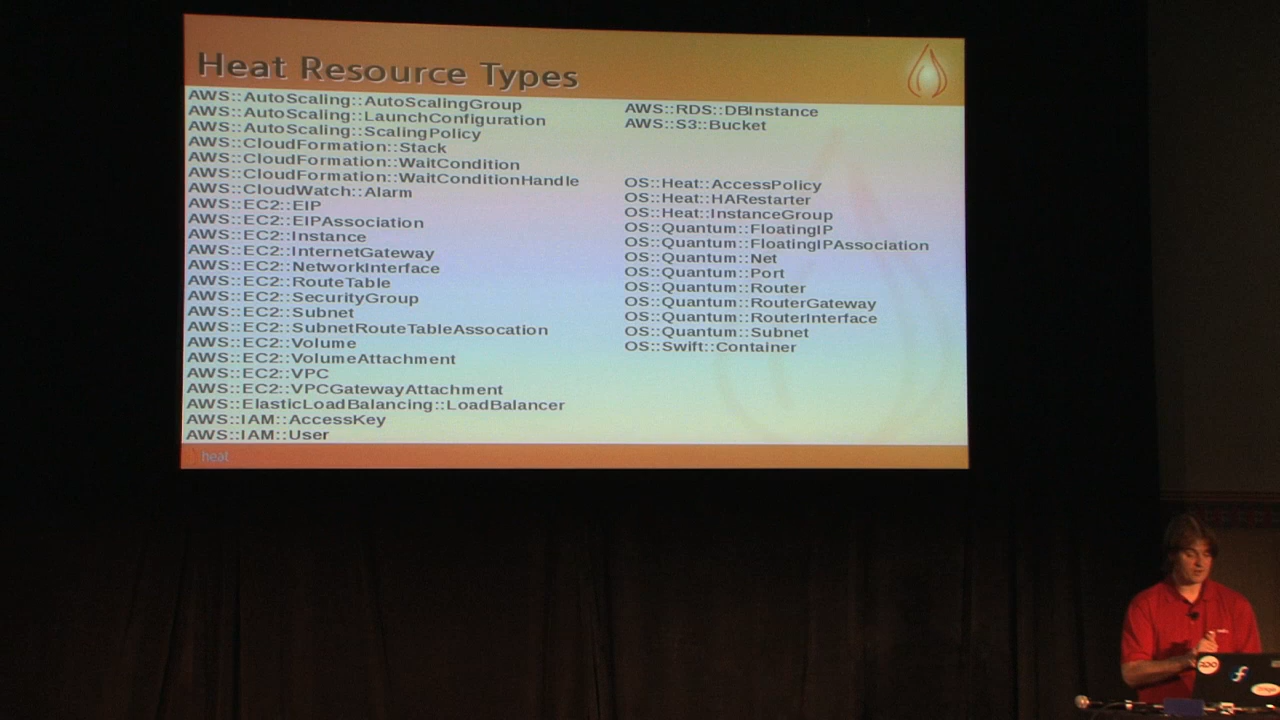 Heat Resource Types
AWS::AutoScaling::AutoScalingGroup
AWS::AutoScaling::LaunchConfiguration
AWS::AutoScaling::ScalingPolicy
AWS::CloudFormation::Stack
AWS::CloudFormation::WaitCondition
AWS::CloudFormation::WaitConditionHandle
AWS::CloudWatch::Alarm
AWS::EC2::EIP
AWS::EC2::EIPAssociation
AWS::EC2::Instance
AWS::EC2::InternetGateway
AWS::EC2::NetworkInterface
AWS::EC2::RouteTable
AWS::EC2::SecurityGroup
AWS::EC2::Subnet
AWS::EC2::SubnetRouteTableAssocation
AWS::EC2::Volume
AWS::EC2::VolumeAttachment
AWS::EC2::VPC
AWS::EC2::VPCGatewayAttachment
AWS::ElasticLoadBalancing::LoadBalancer
AWS::IAM::AccessKey
AWS::IAM::User
AWS::RDS::DBInstance
AWS::S3::Bucket
OS::Heat::AccessPolicy
OS::Heat::HARestarter
OS::Heat::InstanceGroup
OS::Quantum::FloatingIP
OS::Quantum::FloatingIPAssociation
OS::Quantum::Net
OS::Quantum::Port
OS::Quantum::Router
OS::Quantum::RouterGateway
OS::Quantum::RouterInterface
OS::Quantum::Subnet
OS::Swift::Container
heat